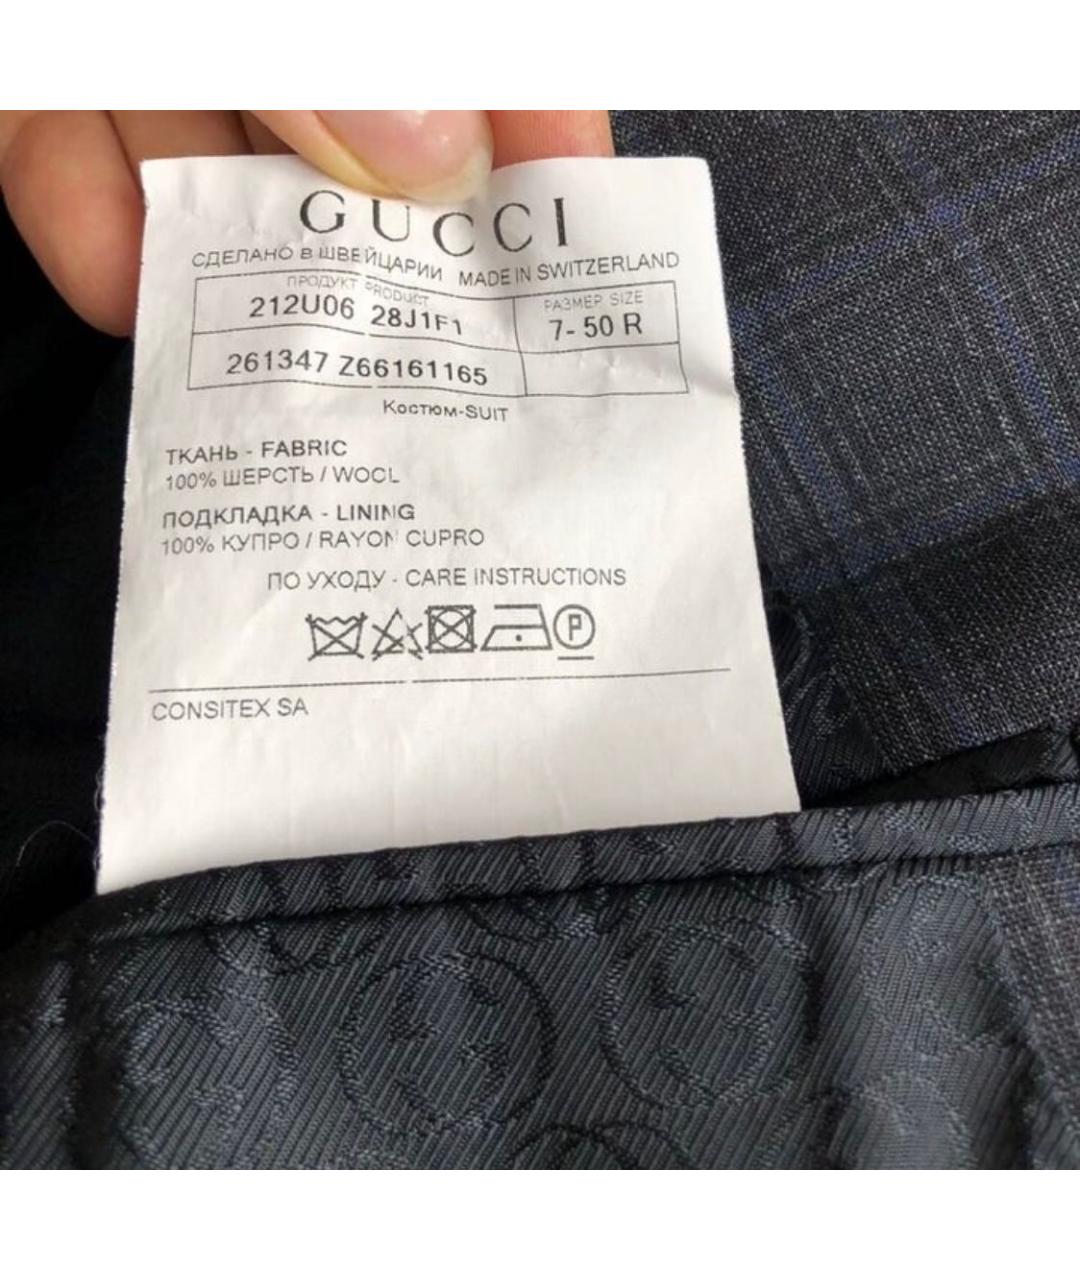 GUCCI
СДЕЛАНО В ШВЕЙЦАРИИ MADE IN SWITZERLAND
ПРОДУКТ PRODUCT РАЗМЕР SIZE
212U06 28J1F1 7- 50 R
261347 Z66161165
Костюм-SUIT
ТКАНЬ - FABRIC
100% ШЕРСТЬ / WOOL
ПОДКЛАДКА - LINING
100% КУПРО / RAYON CUPRO
ПО УХОДУ - CARE INSTRUCTIONS
P
CONSITEX SA